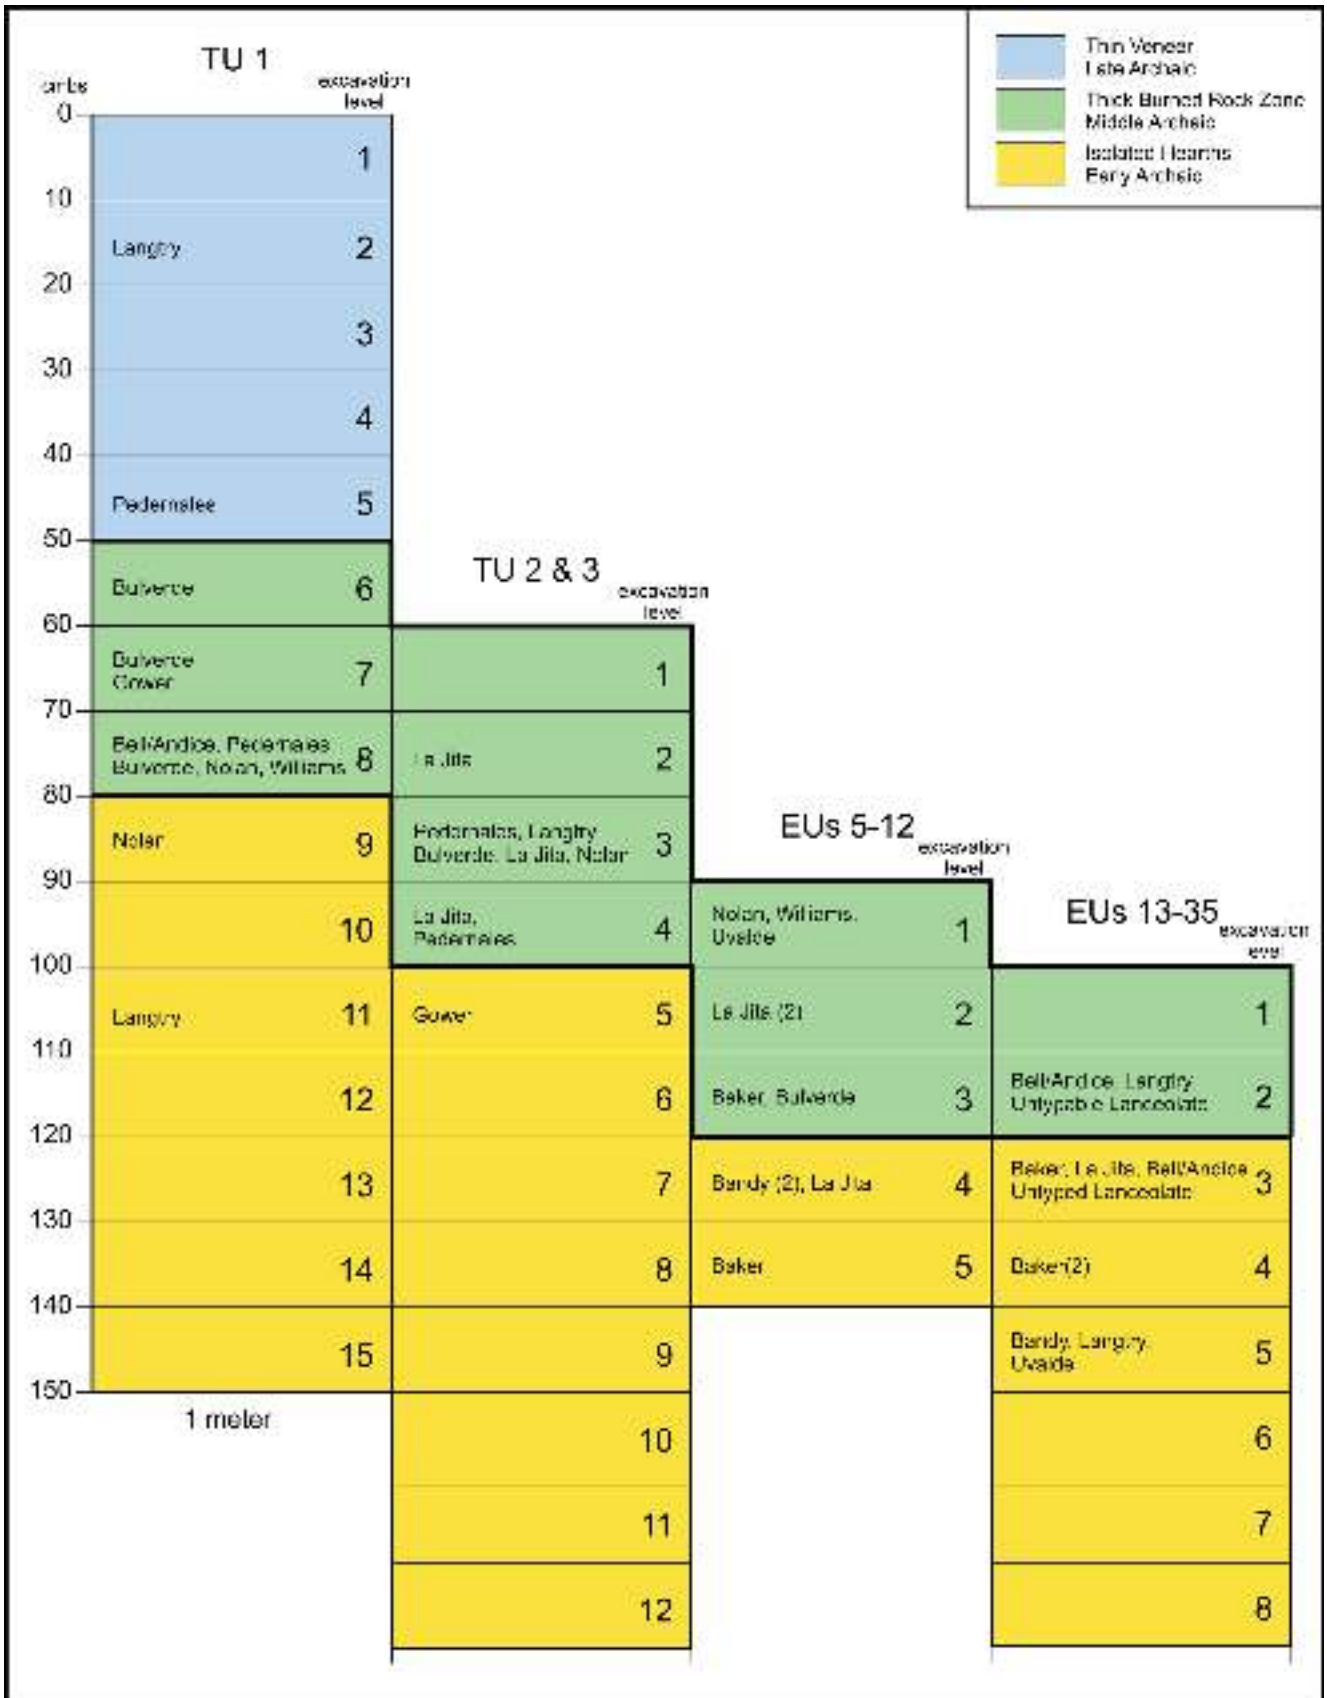 TU 1
cmbs
excavation
level
Thin Veneer
Late Archaic
Thick Burned Rock Zone
Middle Archaic
Isolated Hearths
Early Archaic
0
1
10
Langtry 2
20
3
30
4
40
Pedernales 5
50
Bulverde 6
60
Bulverde
Gower 7
70
Bell/Andice, Pedernales
Bulverde, Nolan, Williams 8
80
Nolan 9
90
10
100
Langtry 11
110
12
120
13
130
14
140
15
150
1 meter
TU 2 & 3
excavation
level
1
La Jita 2
Pedernales, Langtry
Bulverde, La Jita, Nolan 3
La Jita,
Pedernales 4
Gower 5
6
7
8
9
10
11
12
EUs 5-12
excavation
level
Nolan, Williams,
Uvalde 1
La Jita (2) 2
Baker, Bulverde 3
Bandy (2), La Jita 4
Baker 5
EUs 13-35
excavation
level
1
Bell/Andice, Langtry
Untypable Lanceolate 2
Baker, La Jita, Bell/Andice
Untyped Lanceolate 3
Baker(2) 4
Bandy, Langtry,
Uvalde 5
6
7
8